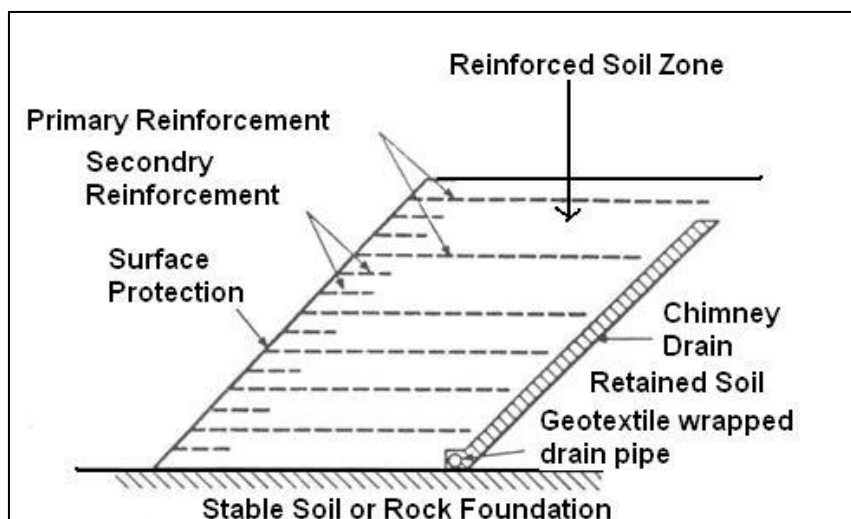 Reinforced Soil Zone
Primary Reinforcement
Secondry
Reinforcement
Surface
Protection
Chimney
Drain
Retained Soil
Geotextile wrapped
drain pipe
Stable Soil or Rock Foundation